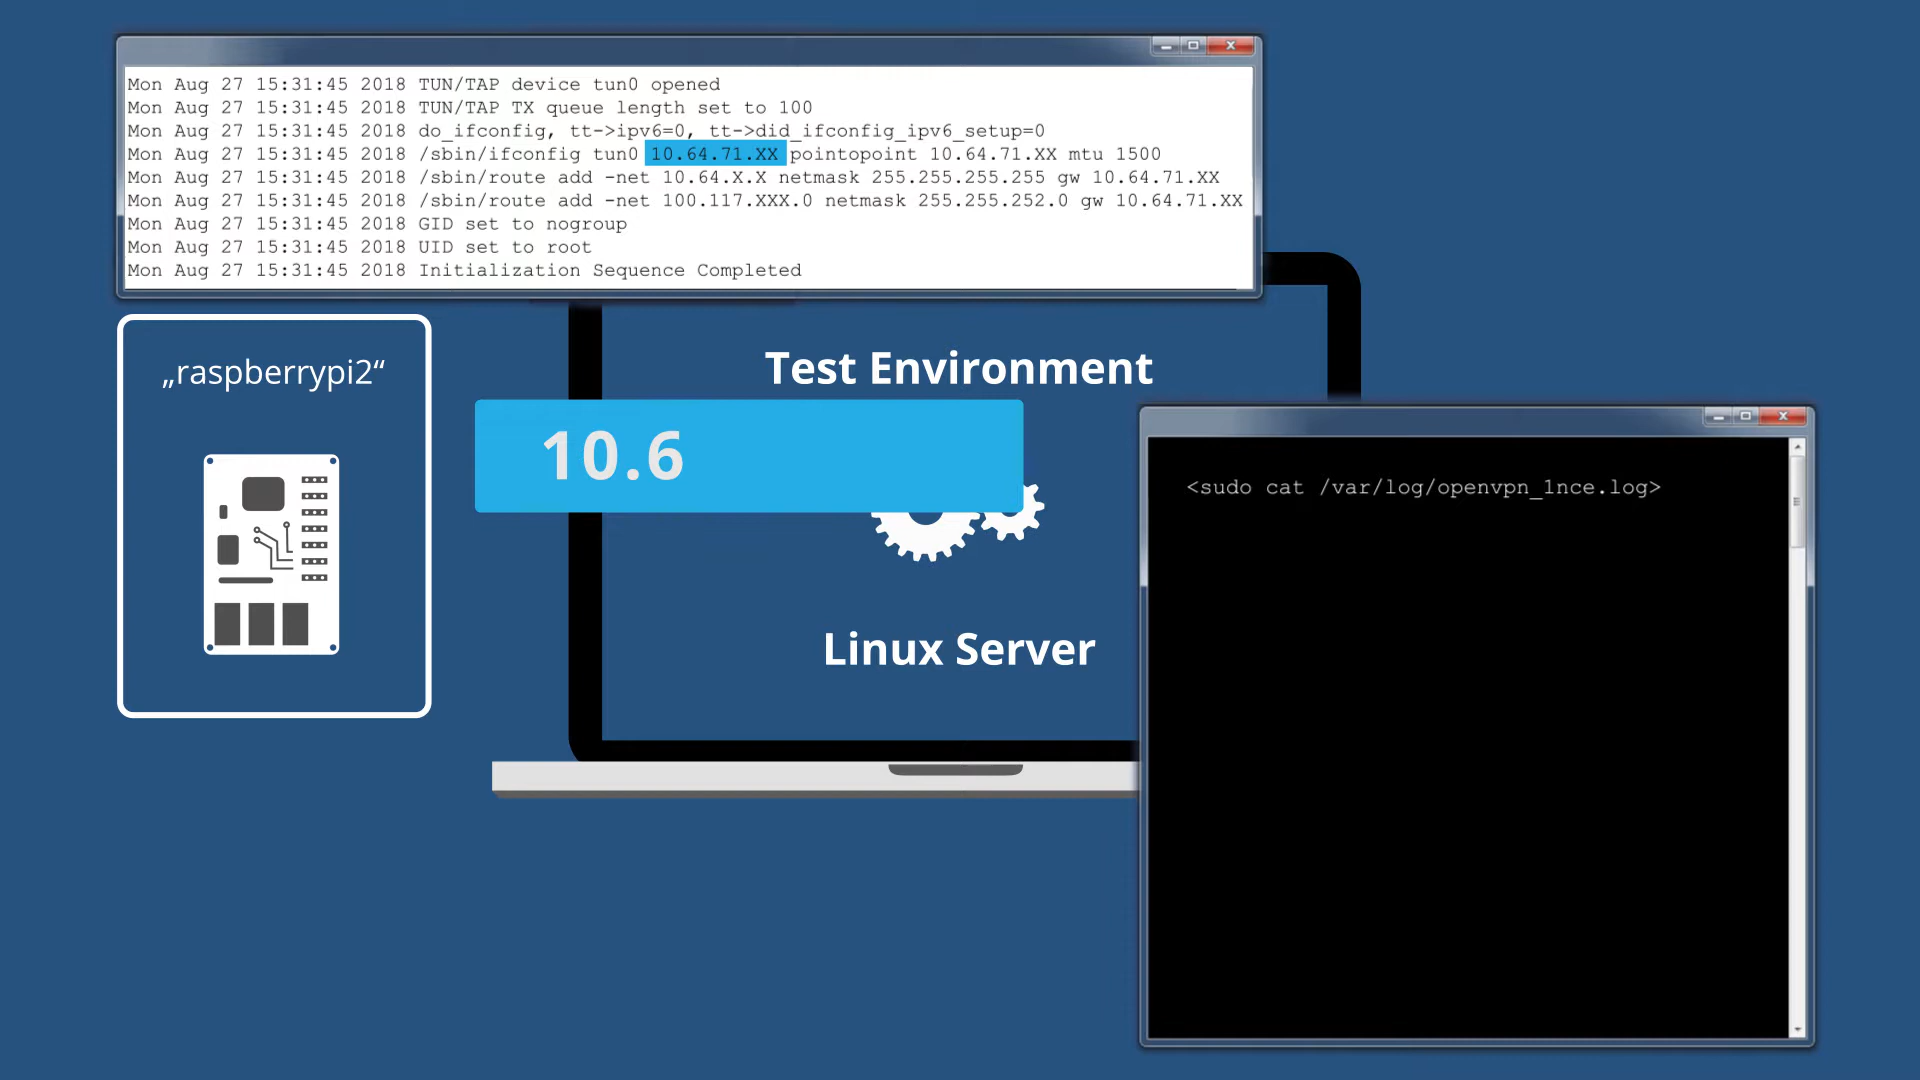 Mon Aug 27 15:31:45 2018 TUN/TAP device tun0 opened
Mon Aug 27 15:31:45 2018 TUN/TAP TX queue length set to 100
Mon Aug 27 15:31:45 2018 do_ifconfig, tt->ipv6=0, tt->did_ifconfig_ipv6_setup=0
Mon Aug 27 15:31:45 2018 /sbin/ifconfig tun0 10.64.71.XX pointopoint 10.64.71.XX mtu 1500
Mon Aug 27 15:31:45 2018 /sbin/route add -net 10.64.X.X netmask 255.255.255.255 gw 10.64.71.XX
Mon Aug 27 15:31:45 2018 /sbin/route add -net 100.117.XXX.0 netmask 255.255.252.0 gw 10.64.71.XX
Mon Aug 27 15:31:45 2018 GID set to nogroup
Mon Aug 27 15:31:45 2018 UID set to root
Mon Aug 27 15:31:45 2018 Initialization Sequence Completed
„raspberrypi2“
Test Environment
10.6
Linux Server
<sudo cat /var/log/openvpn_1nce.log>